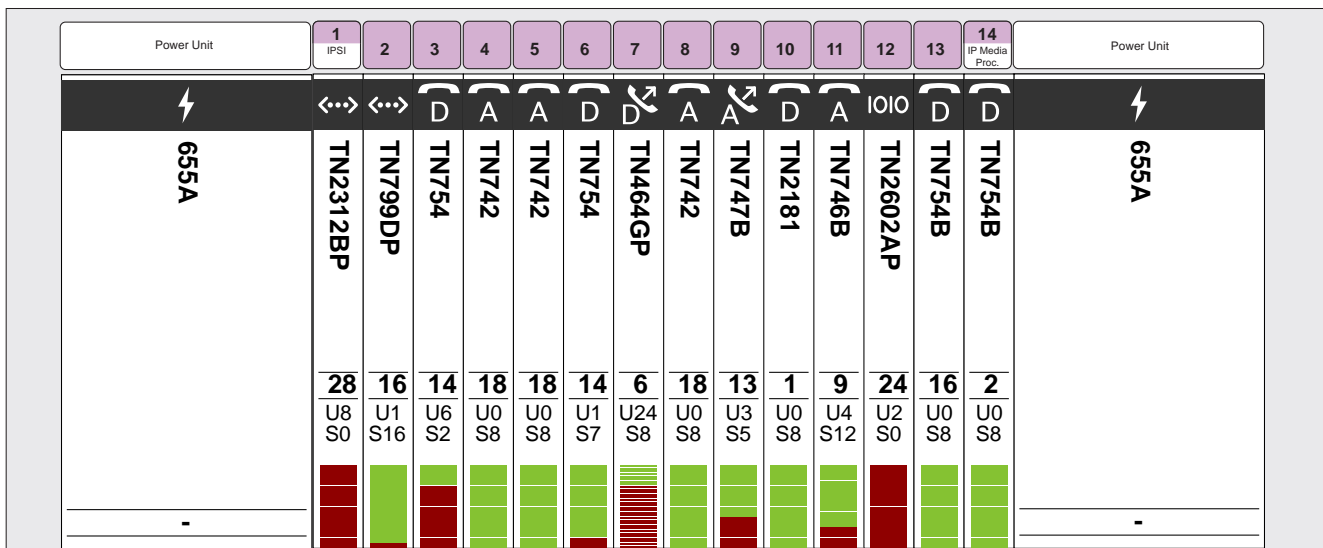 Power Unit
1 IPSI 2 3 4 5 6 7 8 9 10 11 12 13 14 IP Media Proc.
Power Unit
D A A D D A A D A IOIO D D
655A TN2312BP TN799DP TN754 TN742 TN742 TN754 TN464GP TN742 TN747B TN2181 TN746B TN2602AP TN754B TN754B 655A
28 16 14 18 18 14 6 18 13 1 9 24 16 2
U8 U1 U6 U0 U0 U1 U24 U0 U3 U0 U4 U2 U0 U0
S0 S16 S2 S8 S8 S7 S8 S8 S5 S8 S12 S0 S8 S8
- -